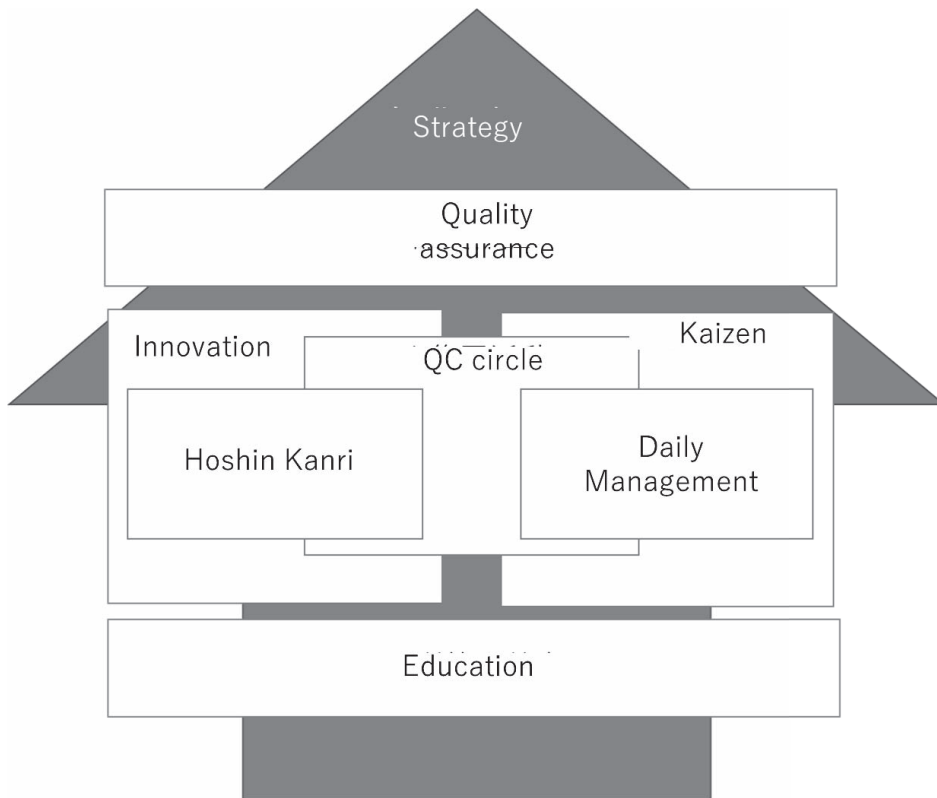 Strategy
Quality
assurance
Innovation
Kaizen
QC circle
Hoshin Kanri
Daily
Management
Education